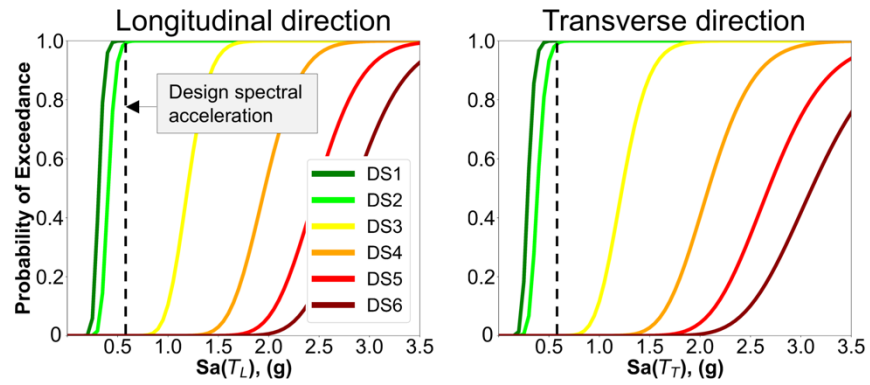 Longitudinal direction
Transverse direction
Probability of Exceedance
1.0
0.8
0.6
0.4
0.2
0
Design spectral
acceleration
DS1
DS2
DS3
DS4
DS5
DS6
0.5 1.0 1.5 2.0 2.5 3.0 3.5
Sa(T_L), (g)
1.0
0.8
0.6
0.4
0.2
0
0.5 1.0 1.5 2.0 2.5 3.0 3.5
Sa(T_T), (g)